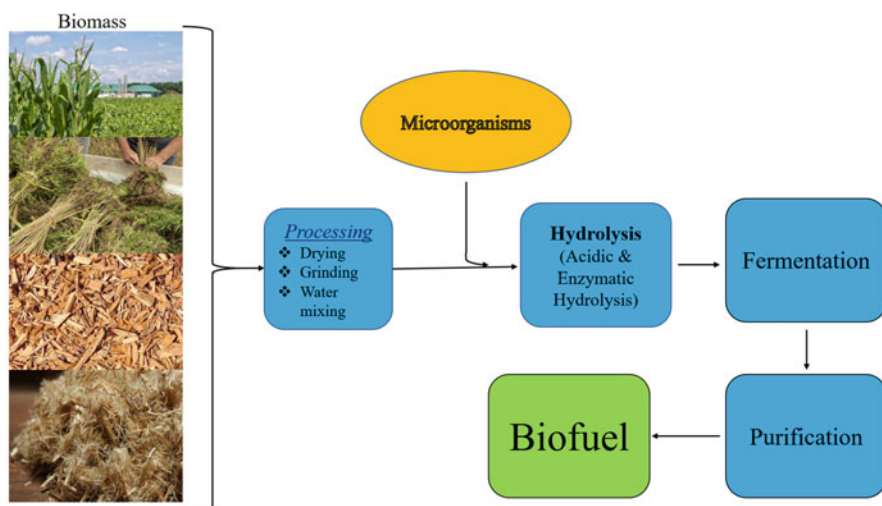 Biomass
Microorganisms
Processing
❖ Drying
❖ Grinding
❖ Water
mixing
Hydrolysis
(Acidic &
Enzymatic
Hydrolysis)
Fermentation
Purification
Biofuel